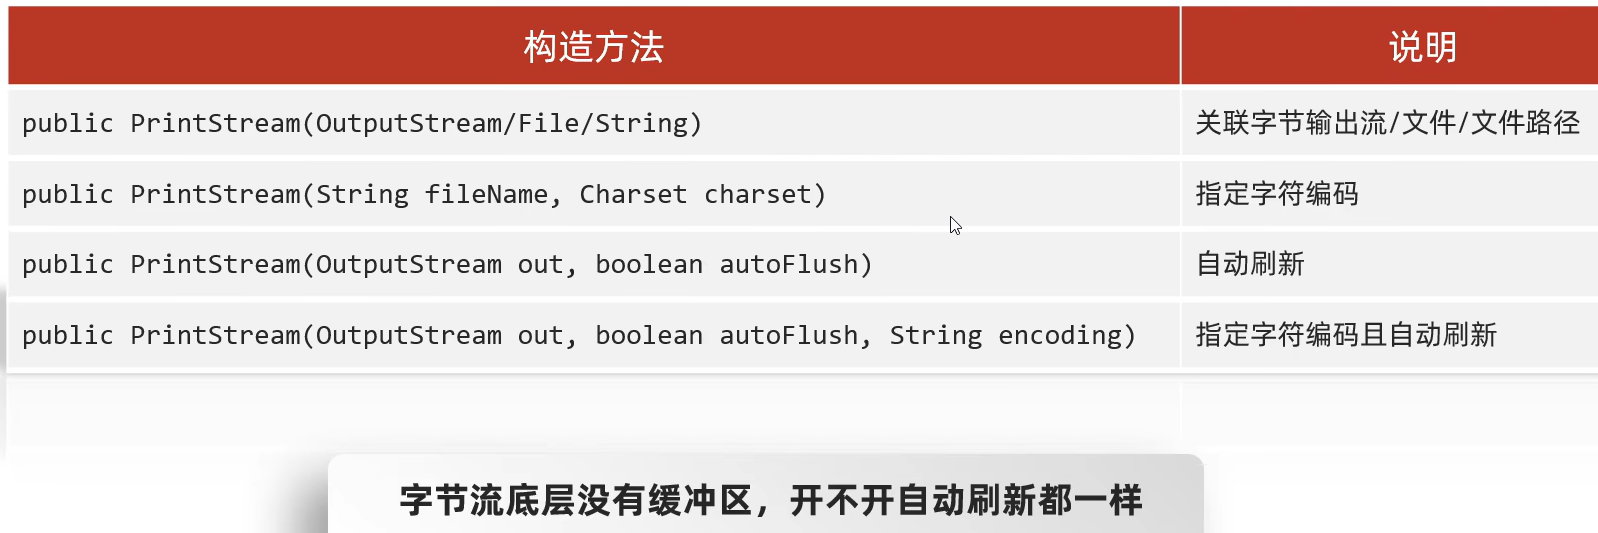 构造方法 说明
public PrintStream(OutputStream/File/String) 关联字节输出流/文件/文件路径
public PrintStream(String fileName, Charset charset) 指定字符编码
public PrintStream(OutputStream out, boolean autoFlush) 自动刷新
public PrintStream(OutputStream out, boolean autoFlush, String encoding) 指定字符编码且自动刷新
字节流底层没有缓冲区，开不开自动刷新都一样